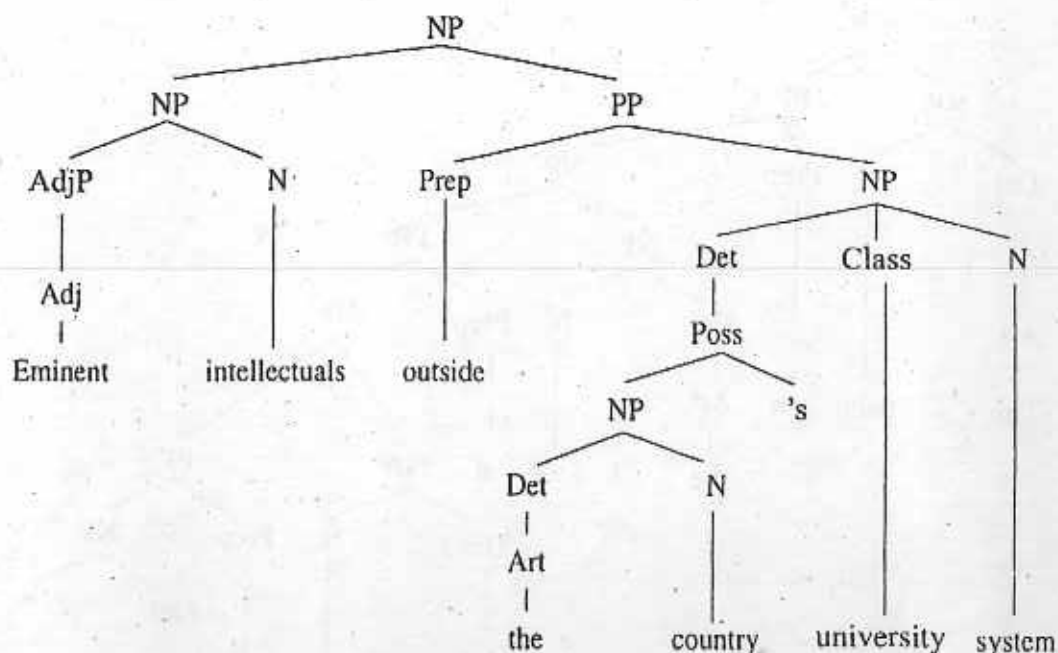 NP
NP PP
AdjP N Prep NP
Det Class N
Adj
Poss
Eminent intellectuals outside
NP 's
Det N
Art
the country university system